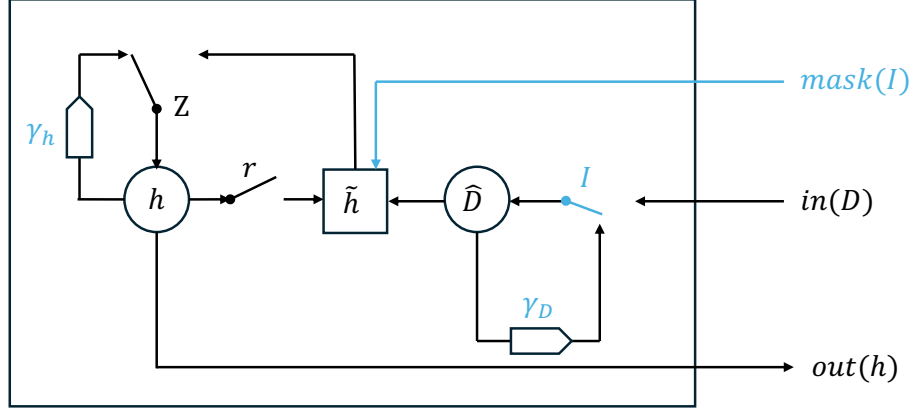 mask(I)
Z
γ_h
r
I
h
h̃
D̂
in(D)
γ_D
out(h)